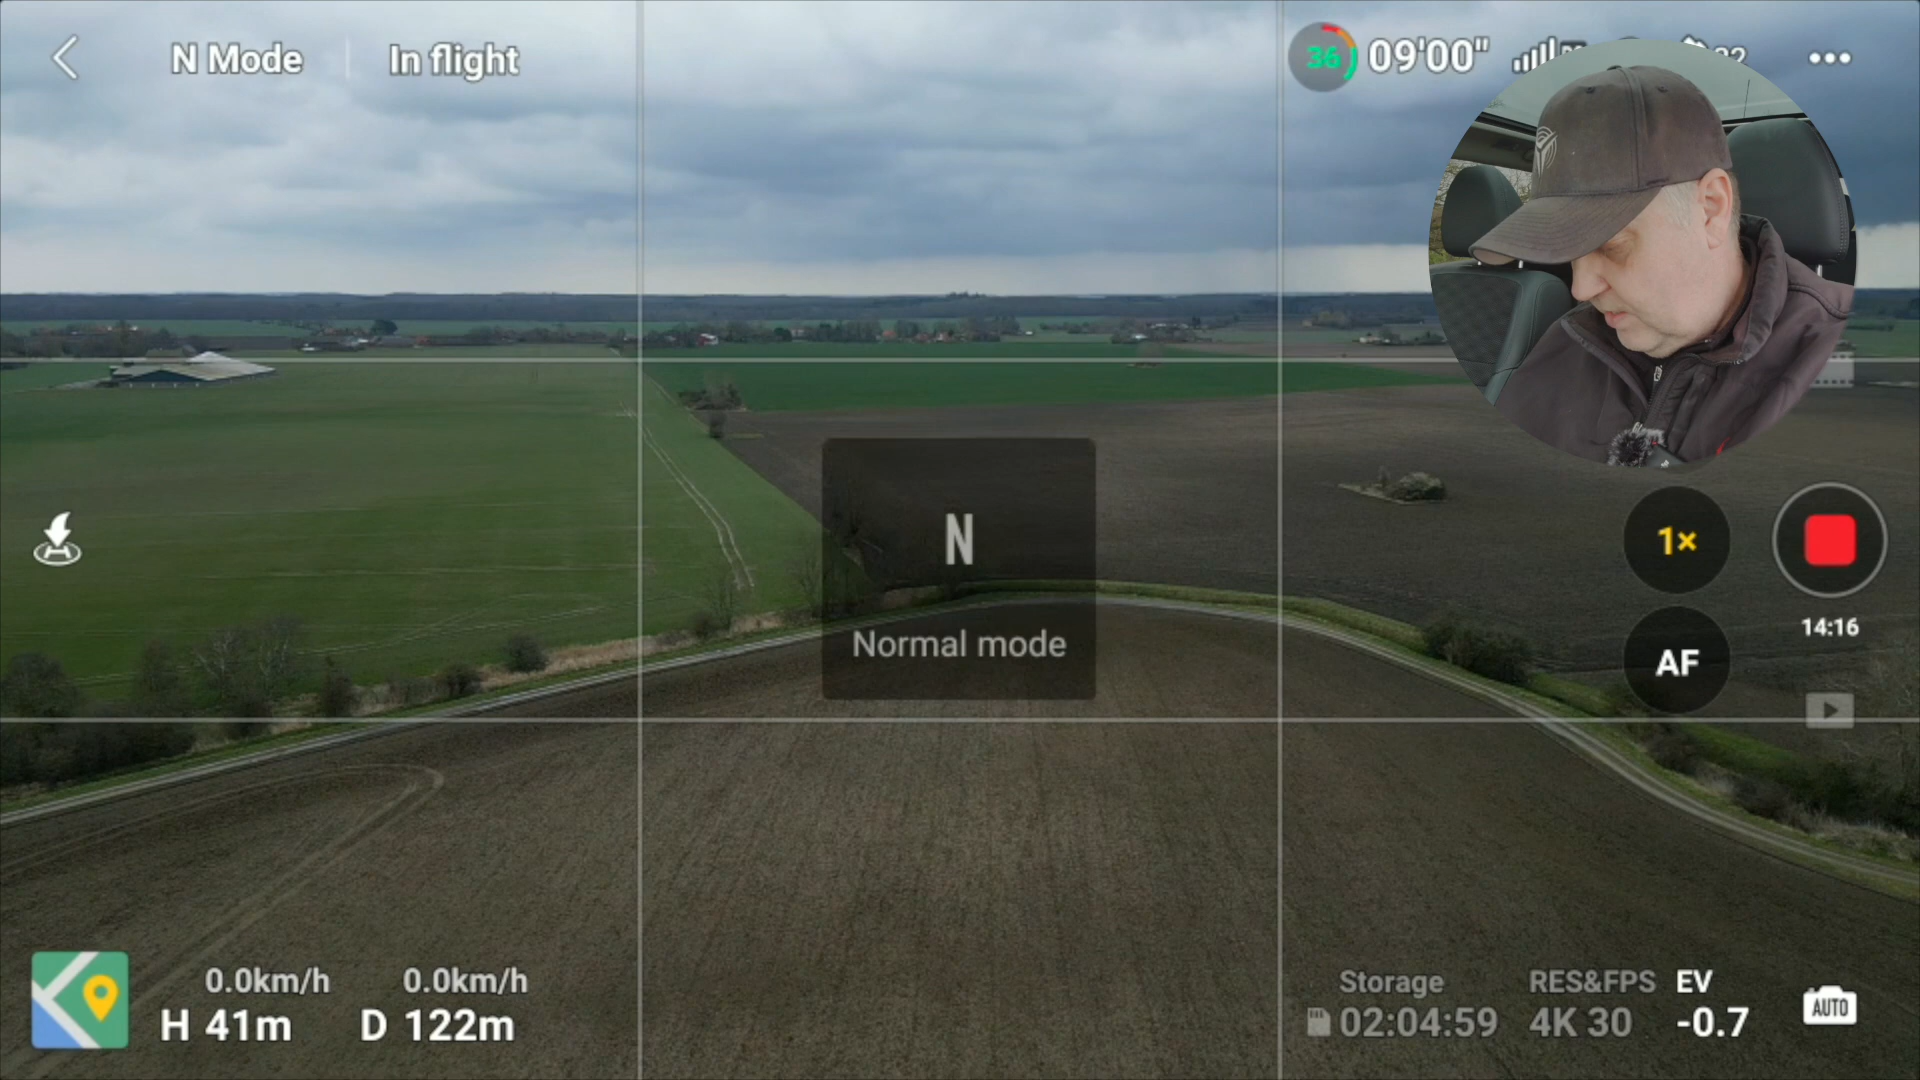 N Mode
In flight
36
09'00"
N
Normal mode
1×
14:16
AF
0.0km/h
0.0km/h
H 41m
D 122m
Storage
02:04:59
RES&FPS
4K 30
EV
-0.7
AUTO